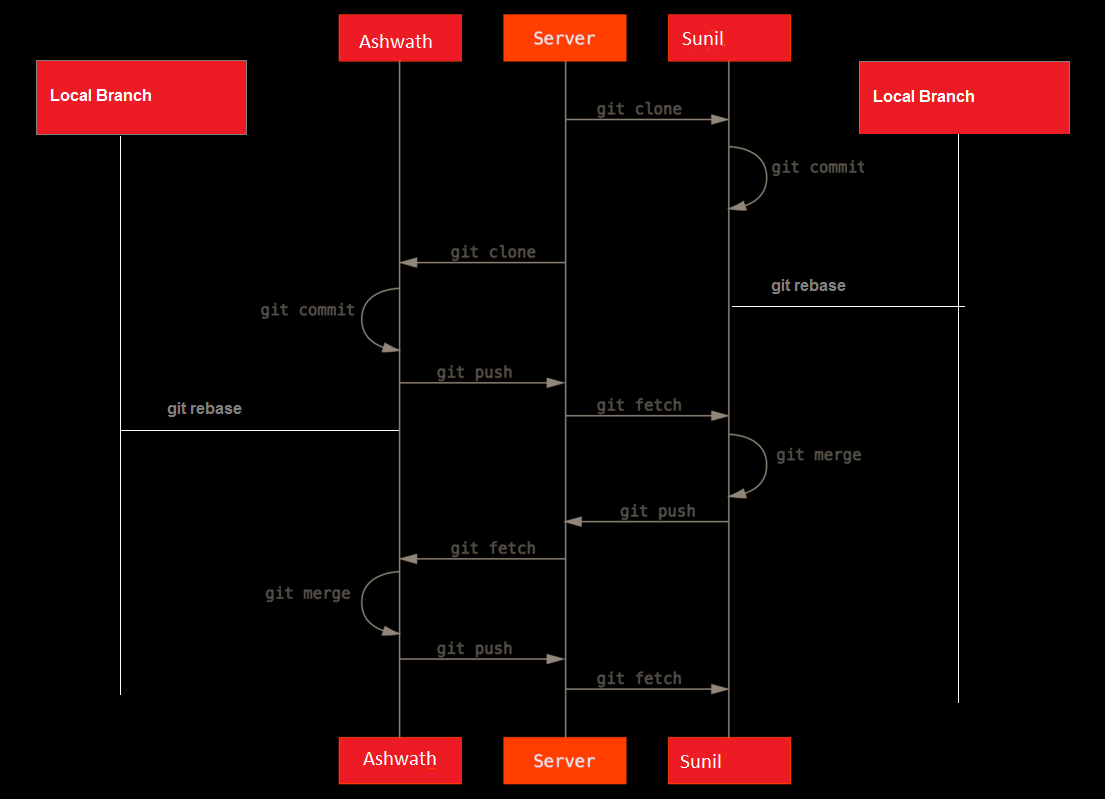 Ashwath
Server
Sunil
Local Branch
Local Branch
git clone
git commit
git clone
git rebase
git commit
git push
git fetch
git rebase
git merge
git push
git fetch
git merge
git push
git fetch
Ashwath
Server
Sunil